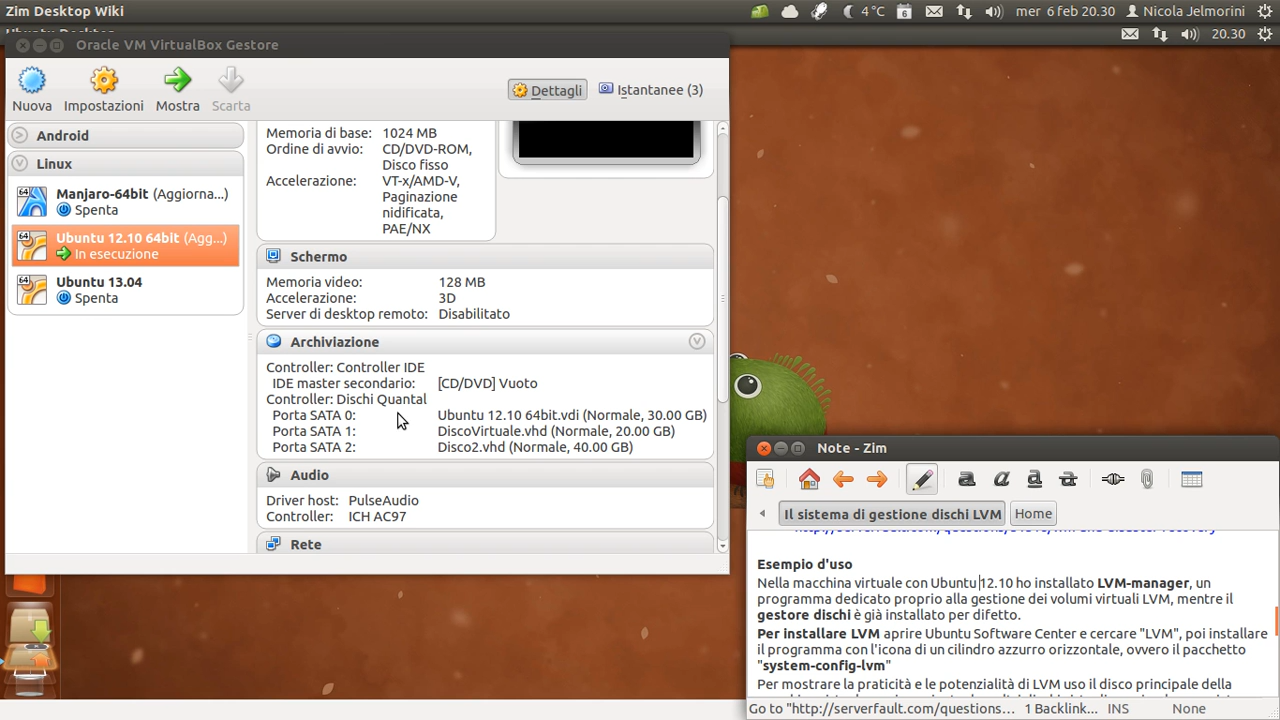 Zim Desktop Wiki
4 °C
mer 6 feb 20.30
Nicola Jelmorini
20.30
Oracle VM VirtualBox Gestore
Nuova
Impostazioni
Mostra
Scarta
Dettagli
Istantanee (3)
Android
Linux
64
Manjaro-64bit (Aggiorna...)
Spenta
64
Ubuntu 12.10 64bit (Agg...)
In esecuzione
64
Ubuntu 13.04
Spenta
Memoria di base: 1024 MB
Ordine di avvio: CD/DVD-ROM,
Disco fisso
Accelerazione: VT-x/AMD-V,
Paginazione
nidificata,
PAE/NX
Schermo
Memoria video: 128 MB
Accelerazione: 3D
Server di desktop remoto: Disabilitato
Archiviazione
Controller: Controller IDE
IDE master secondario: [CD/DVD] Vuoto
Controller: Dischi Quantal
Porta SATA 0: Ubuntu 12.10 64bit.vdi (Normale, 30.00 GB)
Porta SATA 1: DiscoVirtuale.vhd (Normale, 20.00 GB)
Porta SATA 2: Disco2.vhd (Normale, 40.00 GB)
Audio
Driver host: PulseAudio
Controller: ICH AC97
Rete
Note - Zim
a a a a
Il sistema di gestione dischi LVM
Home
Esempio d'uso
Nella macchina virtuale con Ubuntu 12.10 ho installato LVM-manager, un
programma dedicato proprio alla gestione dei volumi virtuali LVM, mentre il
gestore dischi è già installato per difetto.
Per installare LVM aprire Ubuntu Software Center e cercare "LVM", poi installare
il programma con l'icona di un cilindro azzurro orizzontale, ovvero il pacchetto
"system-config-lvm"
Per mostrare la praticità e le potenzialità di LVM uso il disco principale della
Go to "http://serverfault.com/questions...
1 Backlink...
INS
None